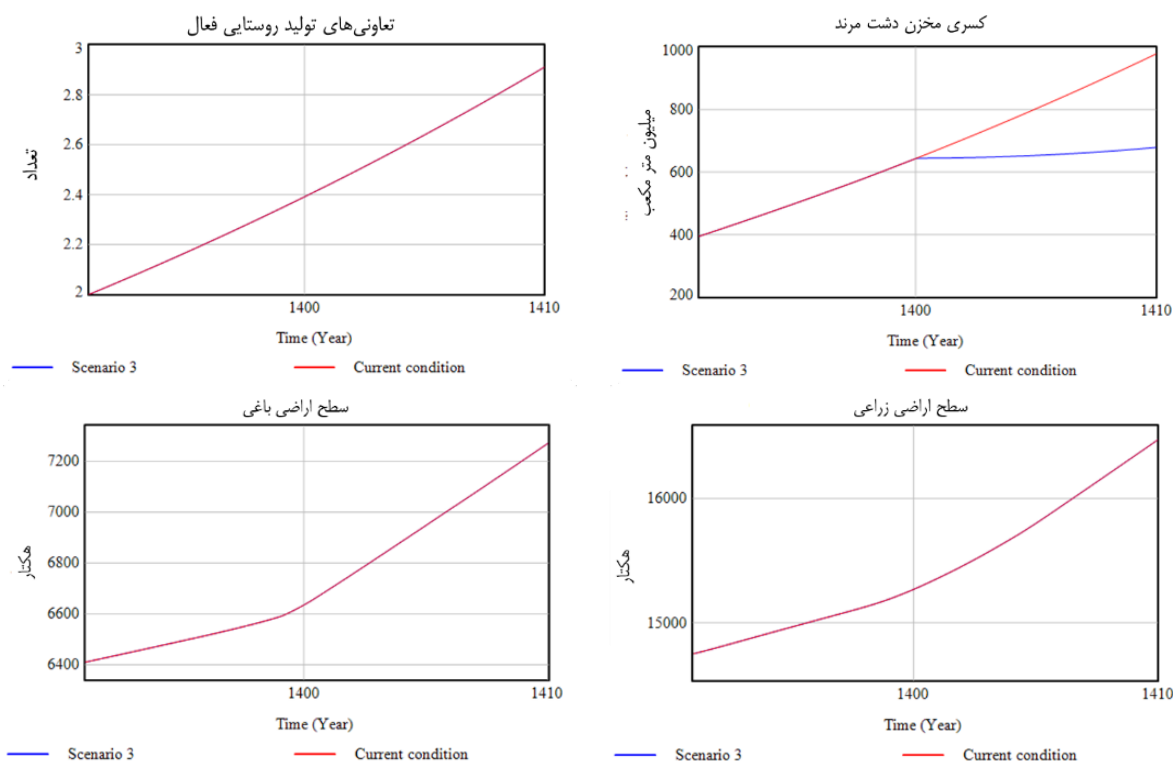 تعاونی‌های تولید روستایی فعال
3
2.8
2.6
2.4
2.2
2
تعداد
1400
1410
Time (Year)
Scenario 3
Current condition
کسری مخزن دشت مرند
1000
800
600
400
200
میلیون متر مکعب
1400
1410
Time (Year)
Scenario 3
Current condition
سطح اراضی باغی
7200
7000
6800
6600
6400
هکتار
1400
1410
Time (Year)
Scenario 3
Current condition
سطح اراضی زراعی
16000
15000
هکتار
1400
1410
Time (Year)
Scenario 3
Current condition